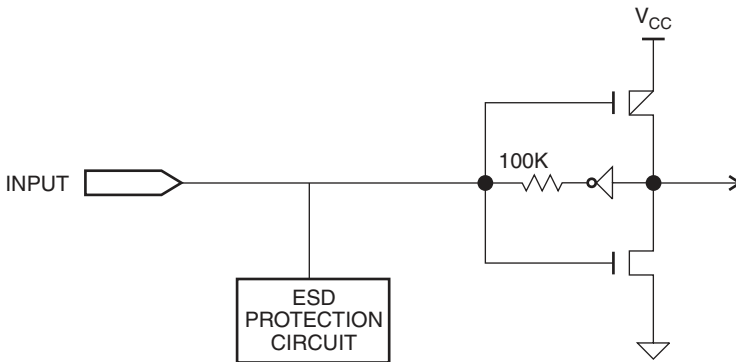 V_CC
100K
INPUT
ESD
PROTECTION
CIRCUIT